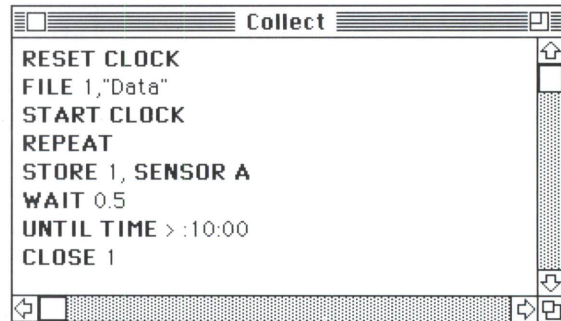 Collect
RESET CLOCK
FILE 1,"Data"
START CLOCK
REPEAT
STORE 1, SENSOR A
WAIT 0.5
UNTIL TIME > :10:00
CLOSE 1